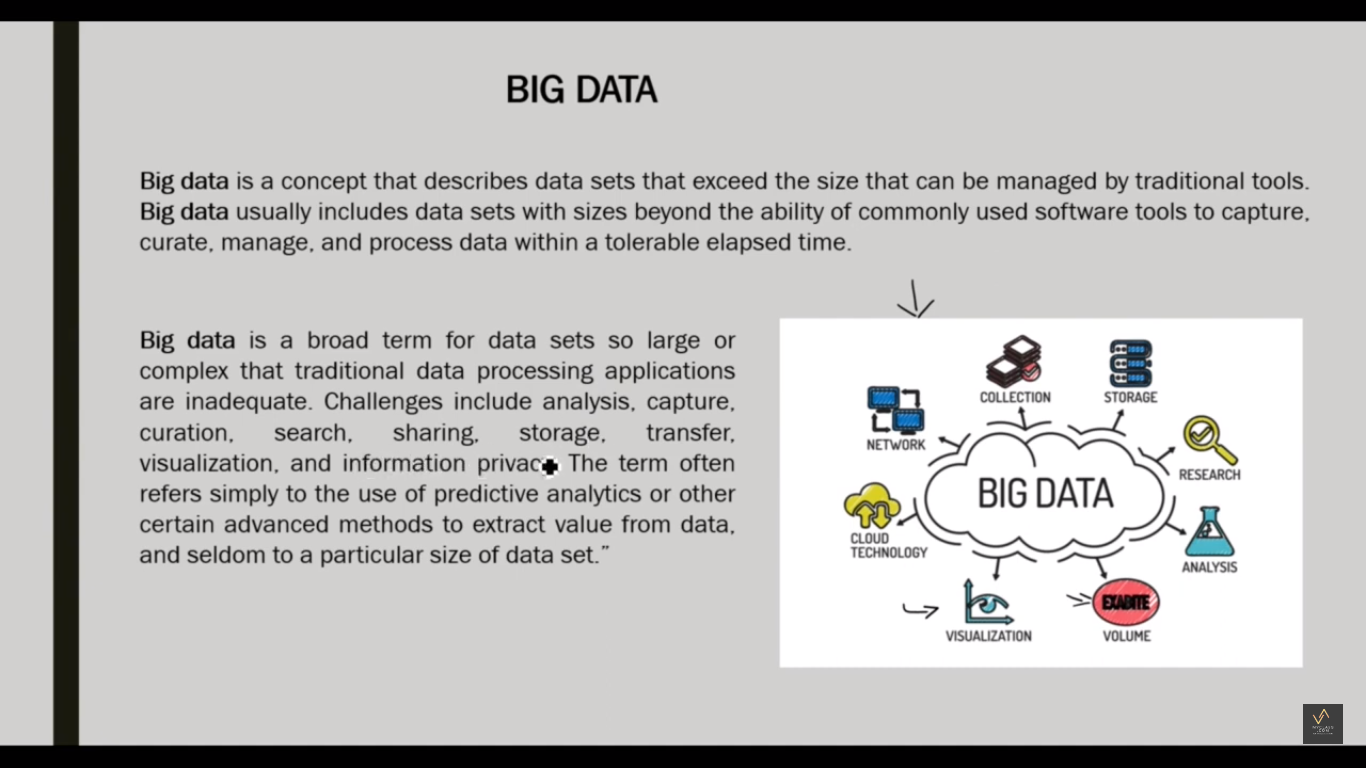 BIG DATA
Big data is a concept that describes data sets that exceed the size that can be managed by traditional tools.
Big data usually includes data sets with sizes beyond the ability of commonly used software tools to capture,
curate, manage, and process data within a tolerable elapsed time.
Big data is a broad term for data sets so large or
complex that traditional data processing applications
are inadequate. Challenges include analysis, capture,
curation, search, sharing, storage, transfer,
visualization, and information privac The term often
refers simply to the use of predictive analytics or other
certain advanced methods to extract value from data,
and seldom to a particular size of data set.”
COLLECTION
STORAGE
NETWORK
RESEARCH
BIG DATA
CLOUD
TECHNOLOGY
ANALYSIS
EXABITE
VISUALIZATION
VOLUME